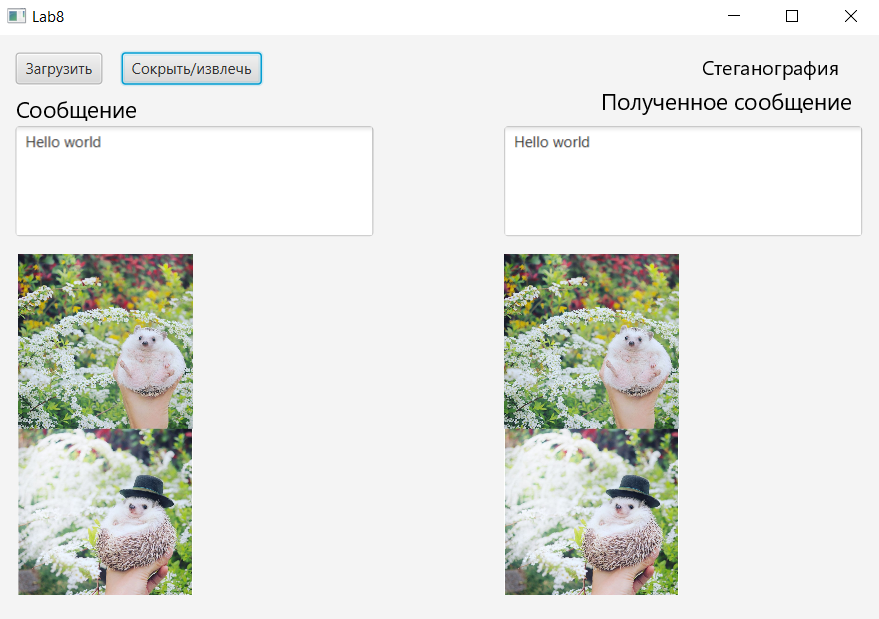 Lab8
Загрузить
Сокрыть/извлечь
Стеганография
Сообщение
Полученное сообщение
Hello world
Hello world